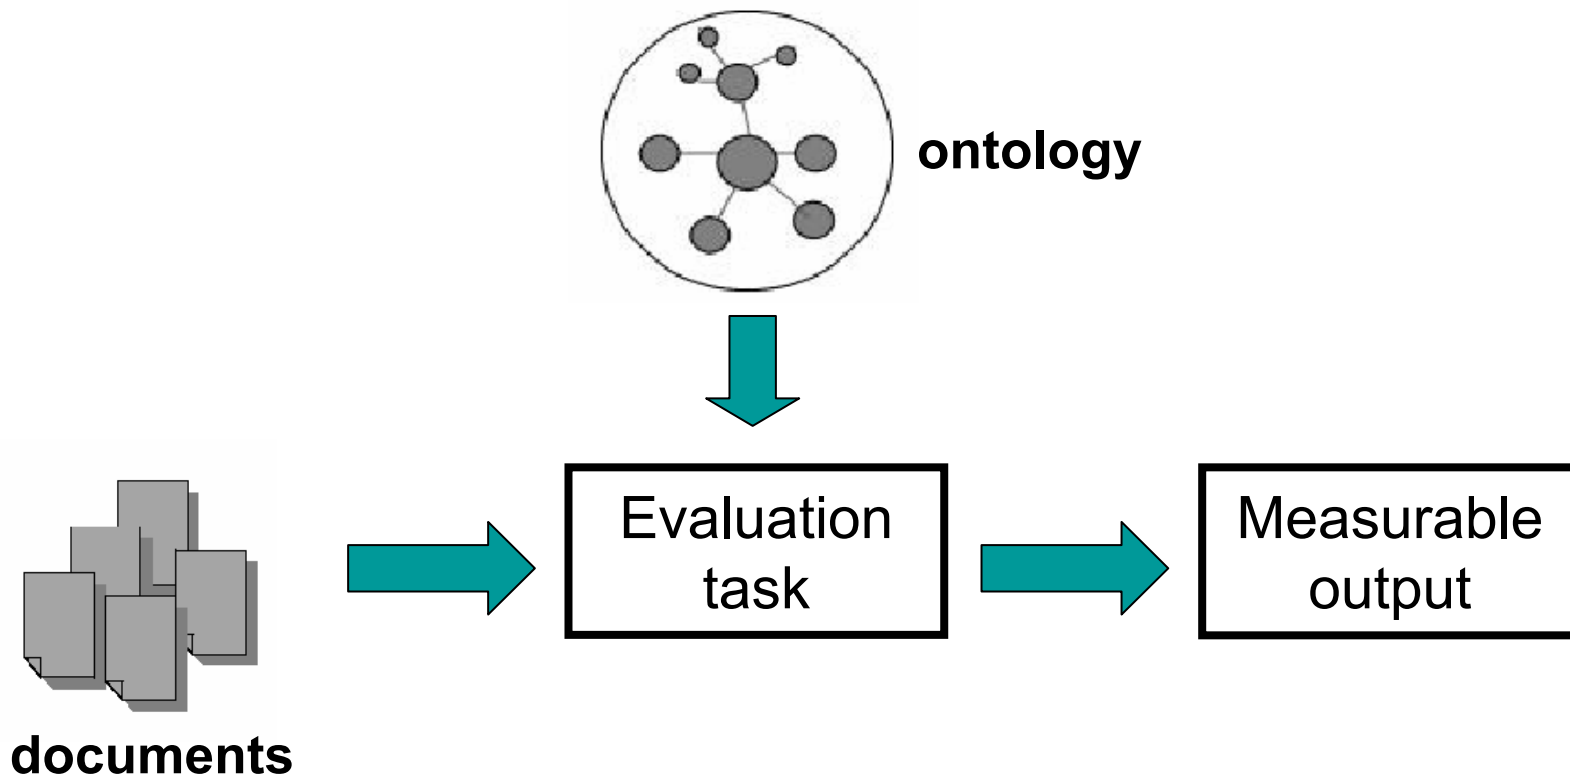 ontology
Evaluation
task
Measurable
output
documents